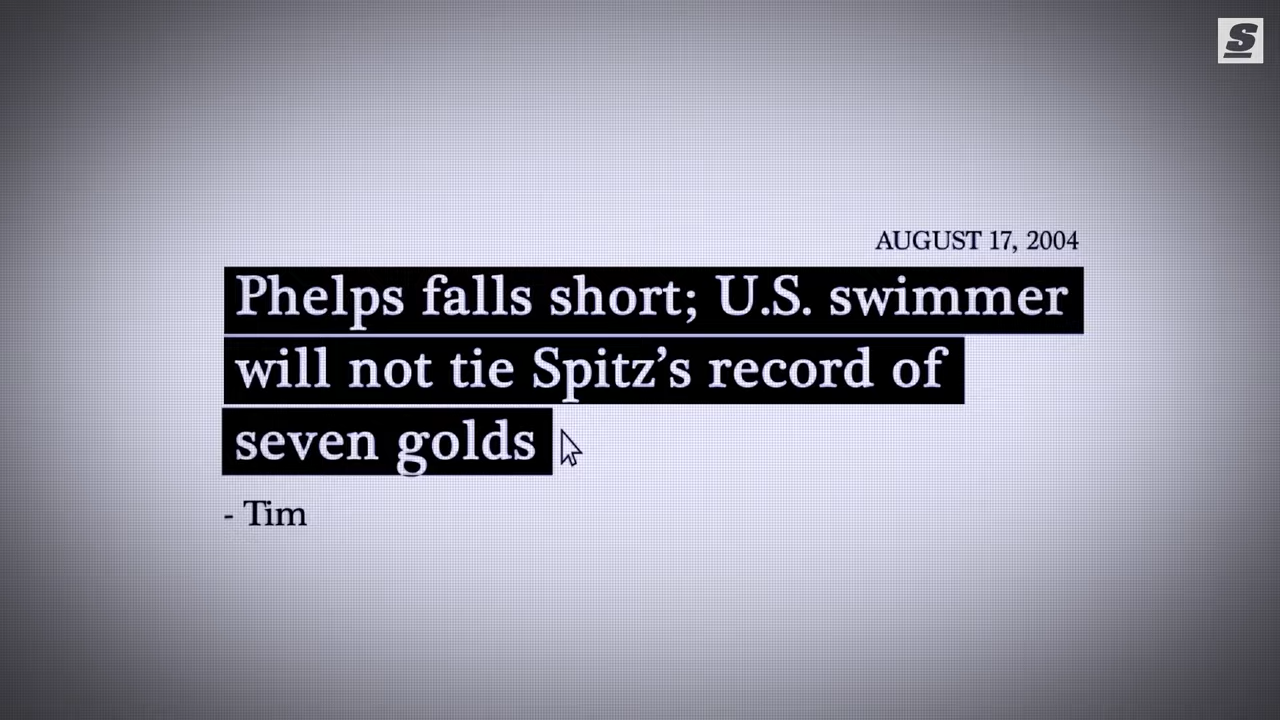 S
AUGUST 17, 2004
Phelps falls short; U.S. swimmer
will not tie Spitz’s record of
seven golds
- Tim